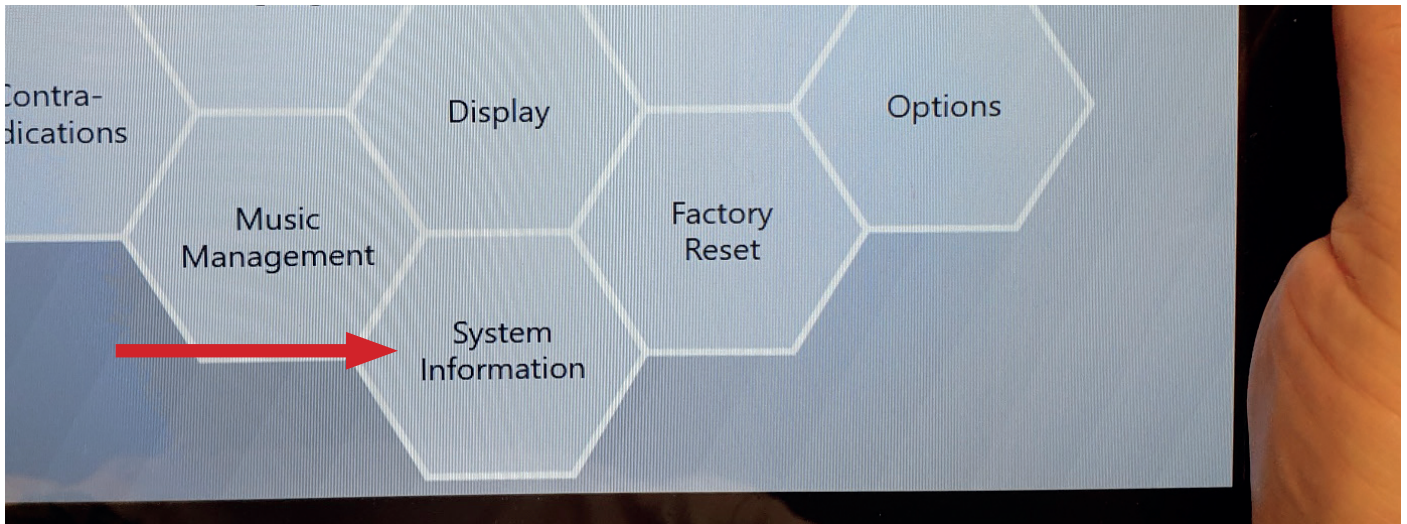 Contra-
dications
Display
Options
Music
Management
Factory
Reset
System
Information